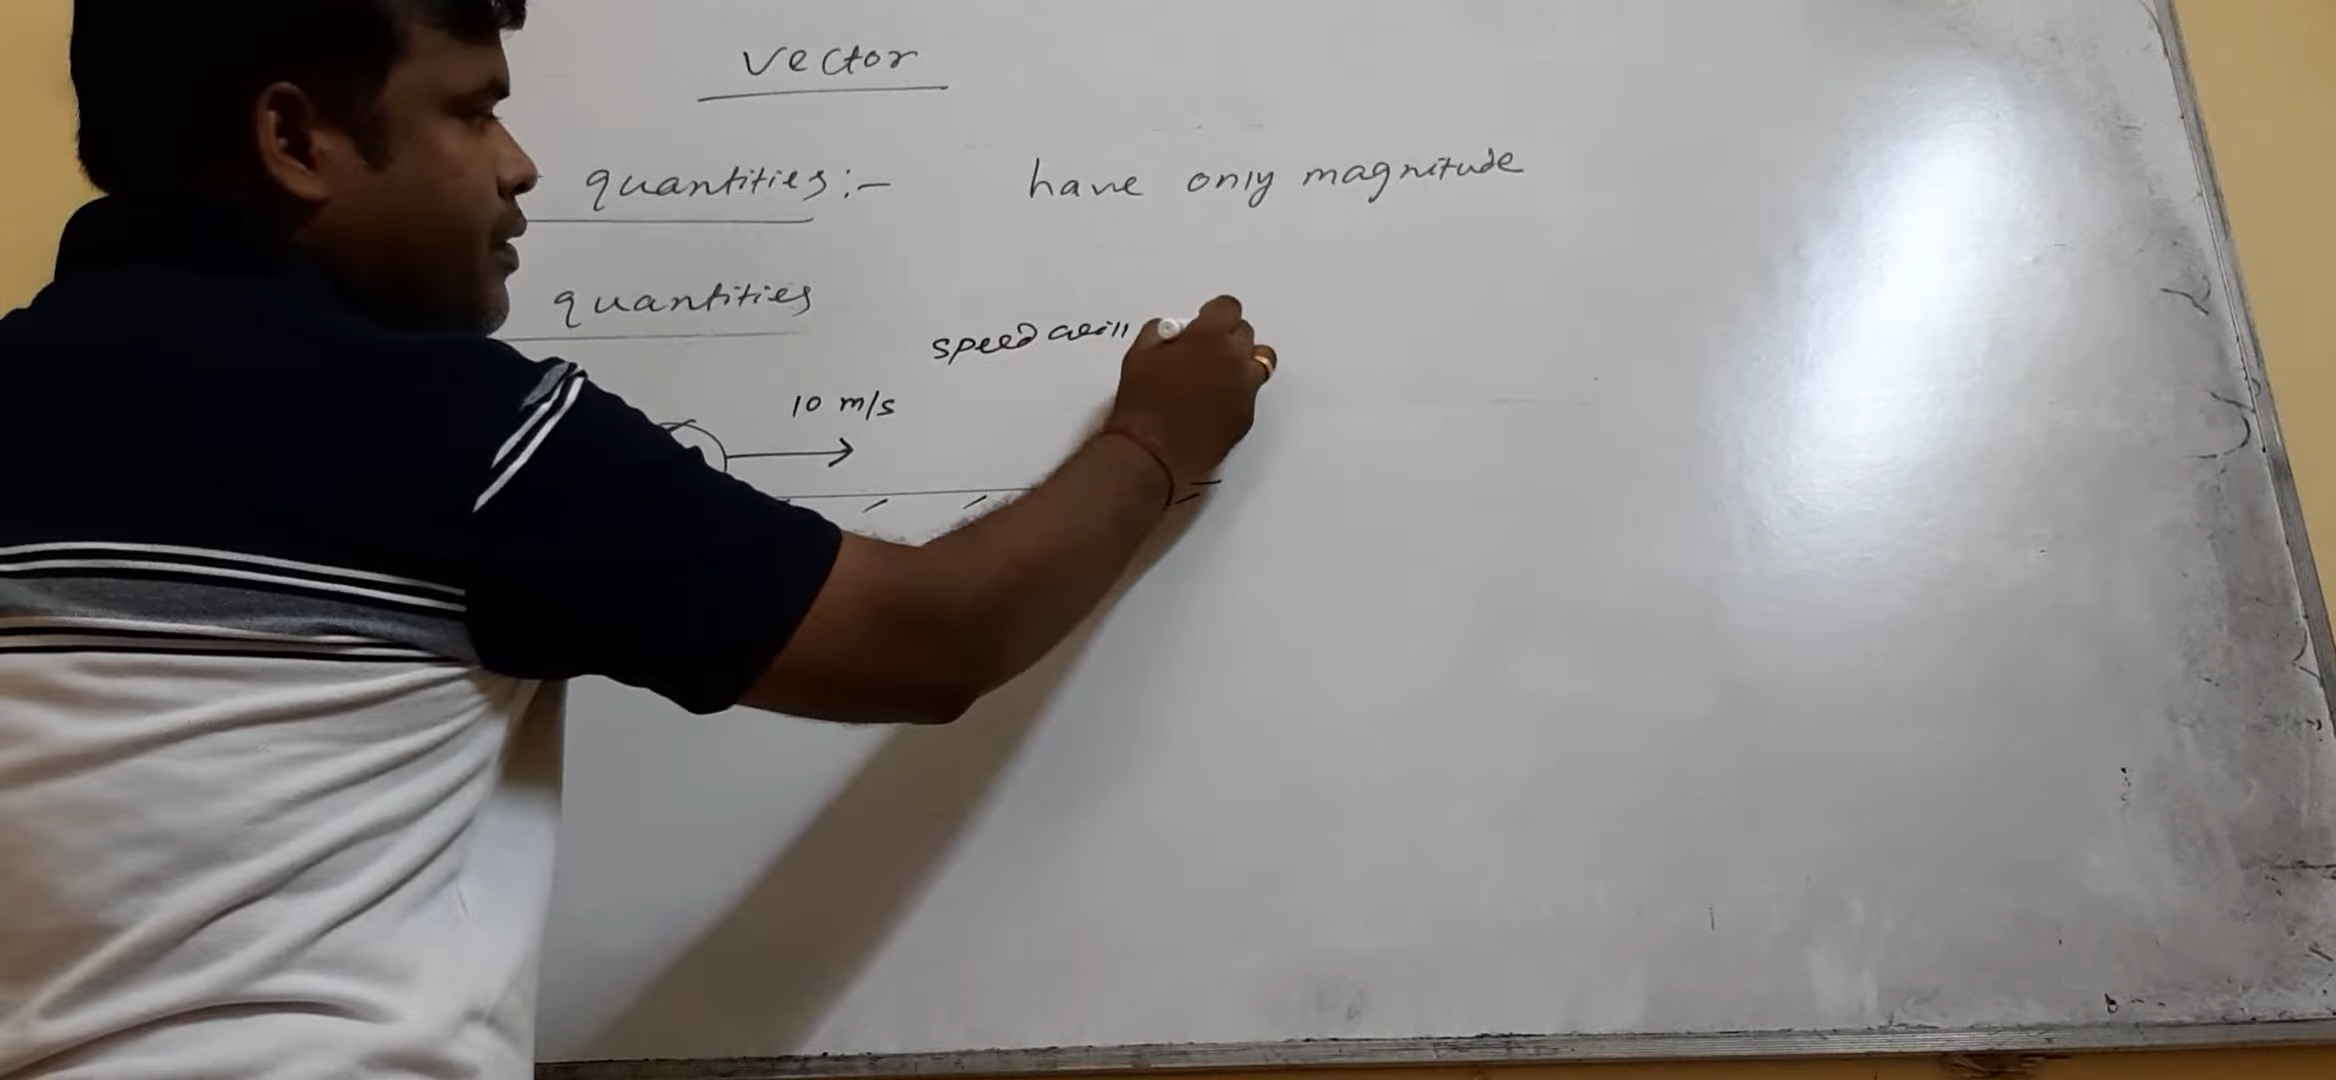 Vector
quantities:- have only magnitude
quantities
speed will
10 m/s